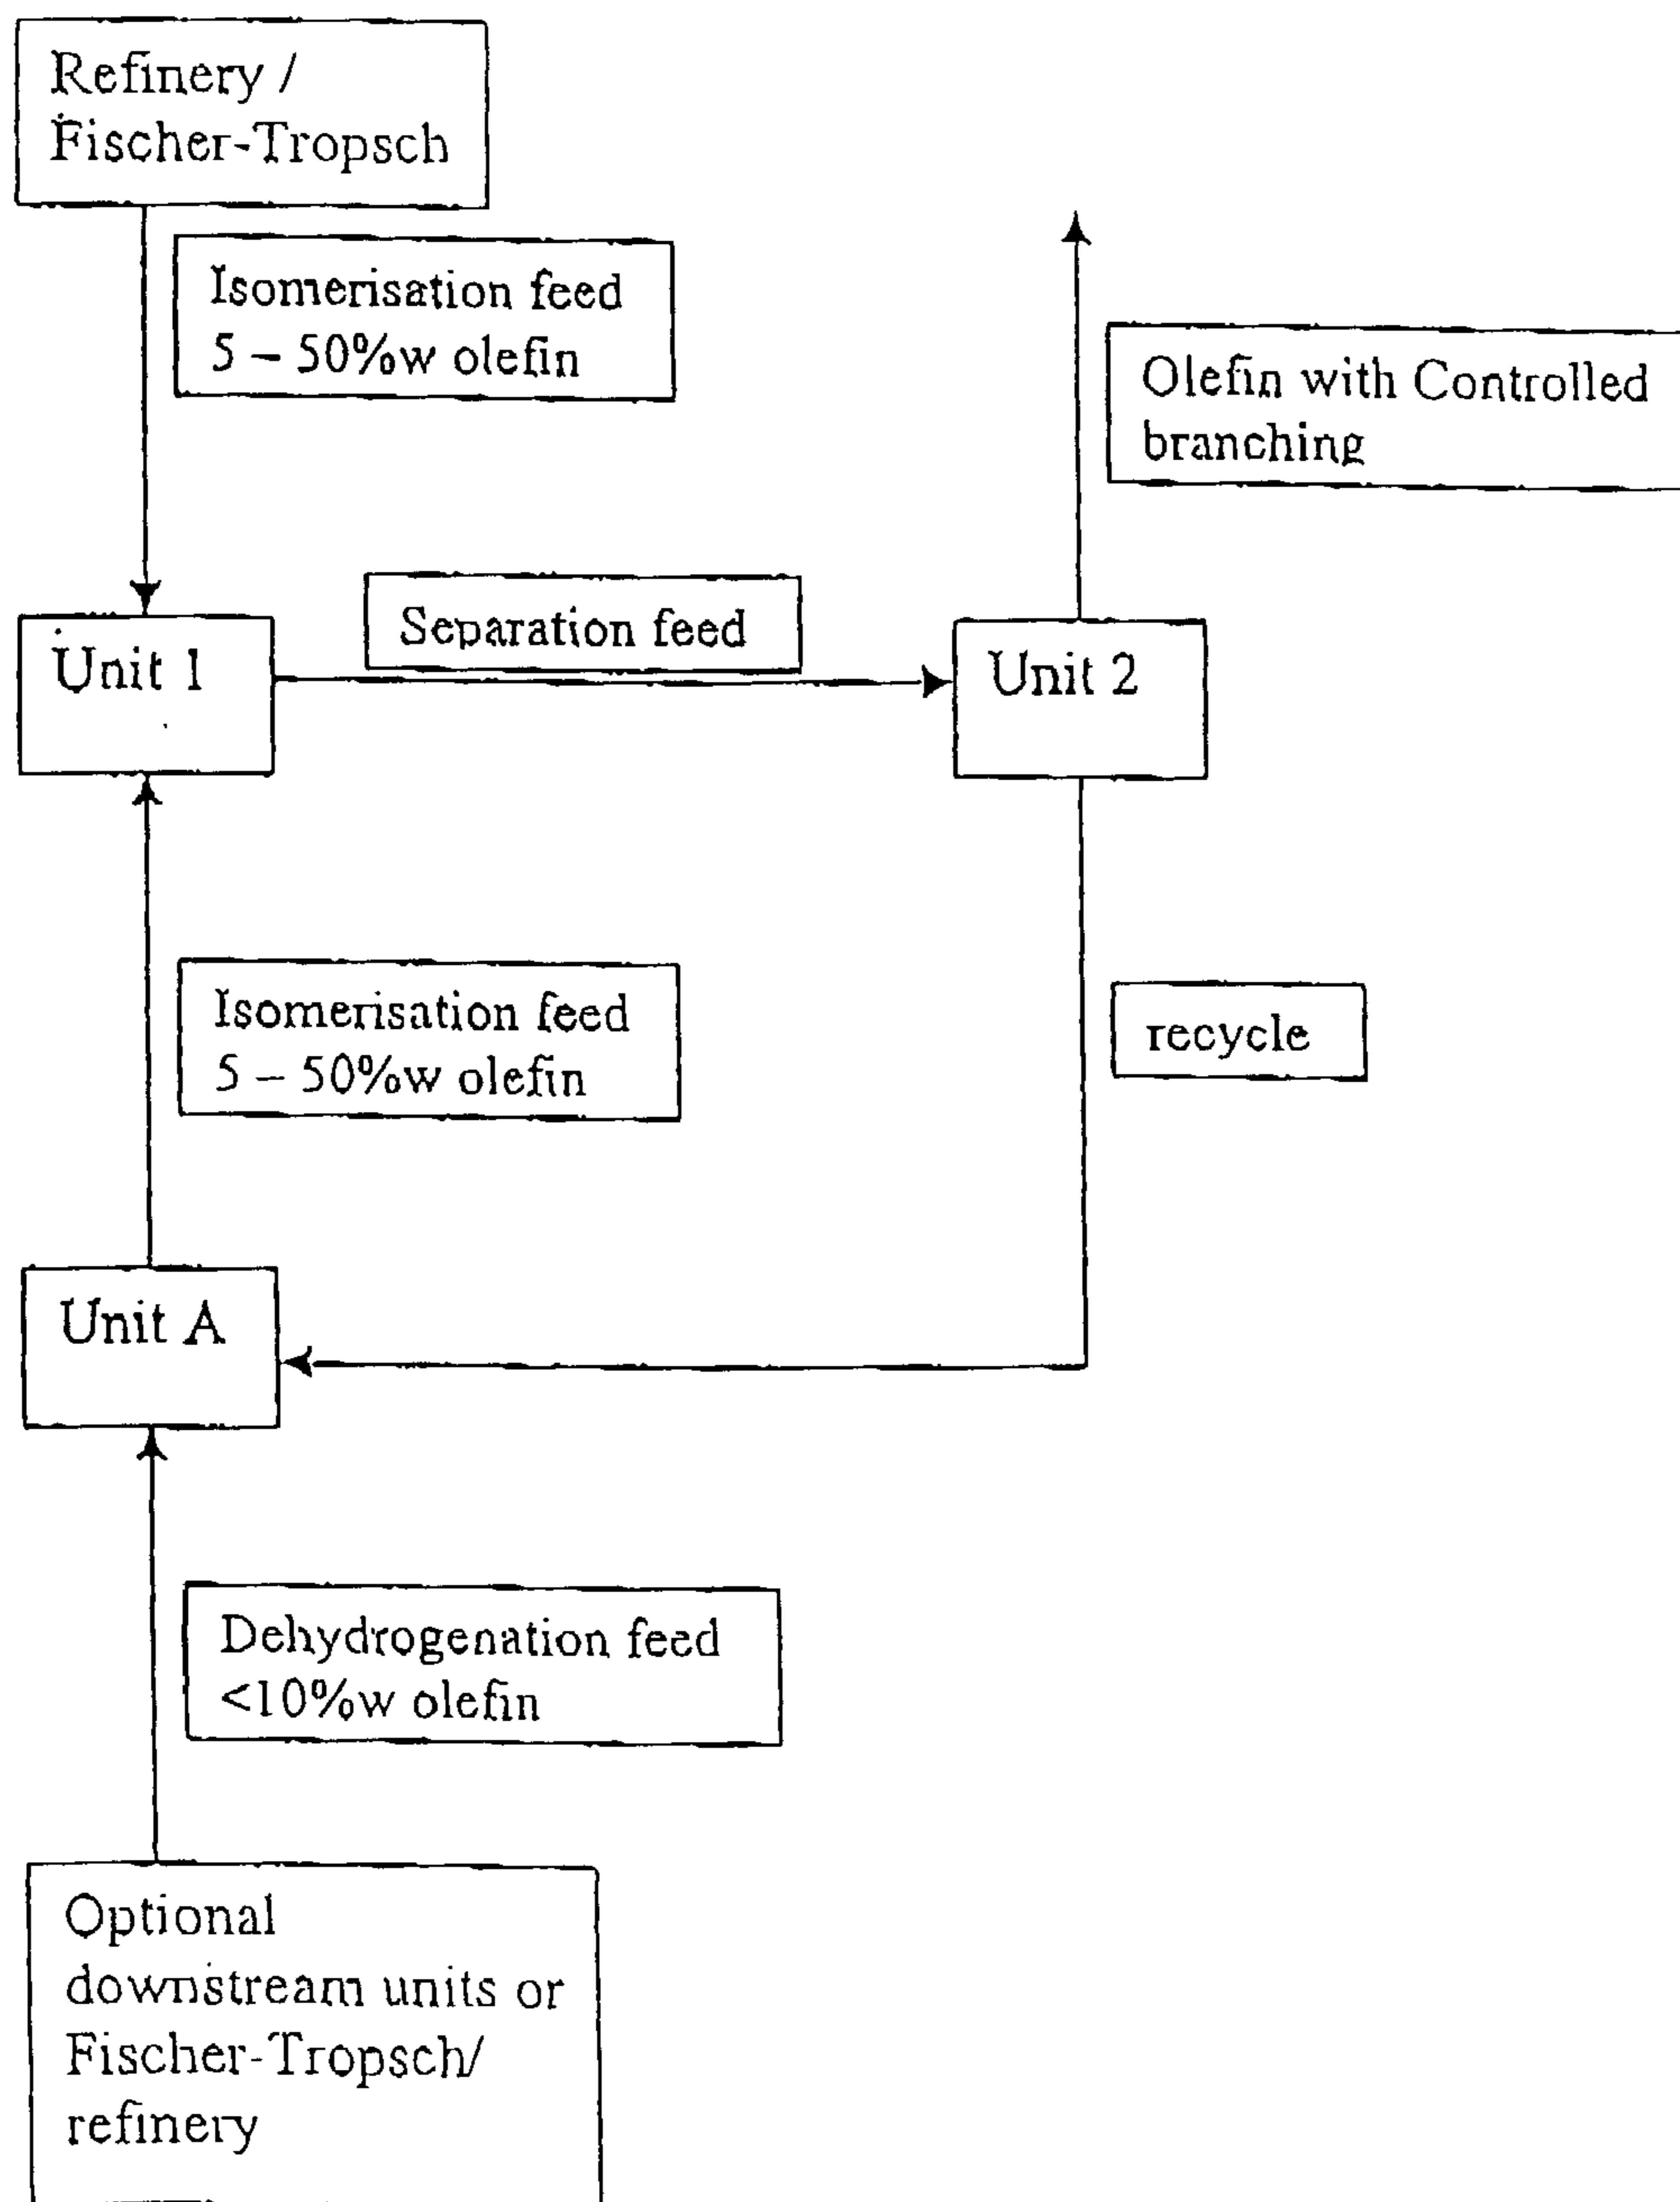 Refinery /
Fischer-Tropsch
Isomerisation feed
5 – 50%w olefin
Olefin with Controlled
branching
Separation feed
Unit 1
Unit 2
Isomerisation feed
5 – 50%w olefin
recycle
Unit A
Dehydrogenation feed
<10%w olefin
Optional
downstream units or
Fischer-Tropsch/
refinery